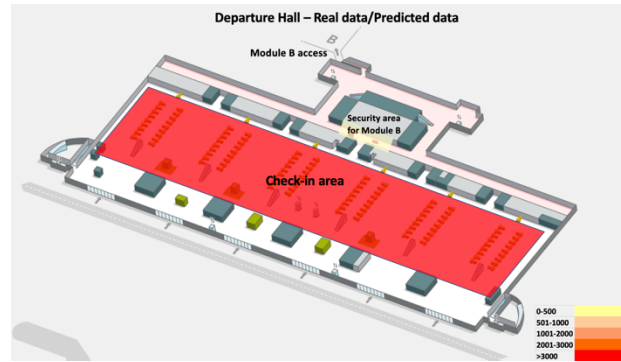 Departure Hall – Real data/Predicted data
B
Module B access
Security area
for Module B
Check-in area
0-500
501-1000
1001-2000
2001-3000
>3000